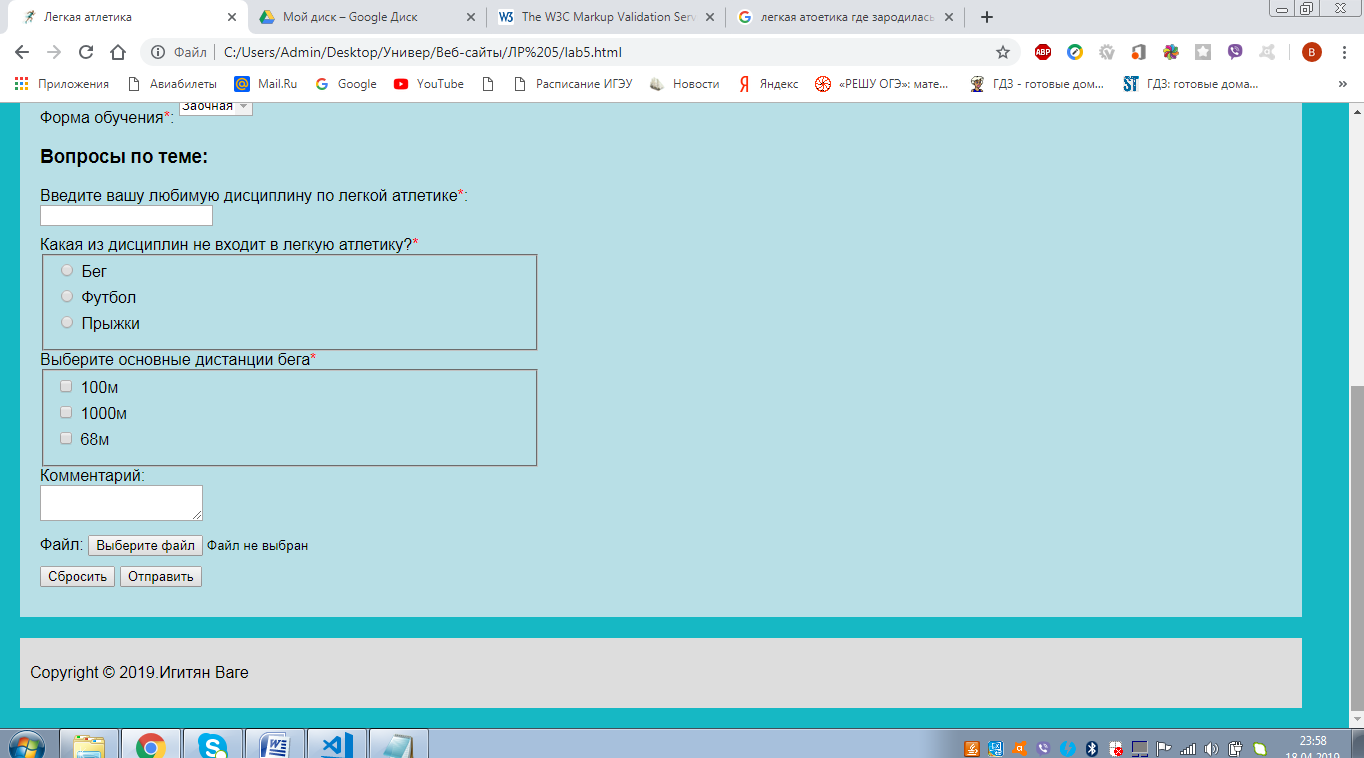 Легкая атлетика
Мой диск – Google Диск
W3 The W3C Markup Validation Serv
легкая атоетика где зародилась
Файл C:/Users/Admin/Desktop/Универ/Веб-сайты/ЛР%205/lab5.html
ABP
В
Приложения
Авиабилеты
Mail.Ru
Google
YouTube
Расписание ИГЭУ
Новости
Яндекс
«РЕШУ ОГЭ»: мате...
ГДЗ - готовые дом...
ГДЗ: готовые дома...
»
Форма обучения*: Заочная
Вопросы по теме:
Введите вашу любимую дисциплину по легкой атлетике*:
Какая из дисциплин не входит в легкую атлетику?*
Бег
Футбол
Прыжки
Выберите основные дистанции бега*
100м
1000м
68м
Комментарий:
Файл: Выберите файл Файл не выбран
Сбросить Отправить
Copyright © 2019.Игитян Ваге
23:58
18.04.2019